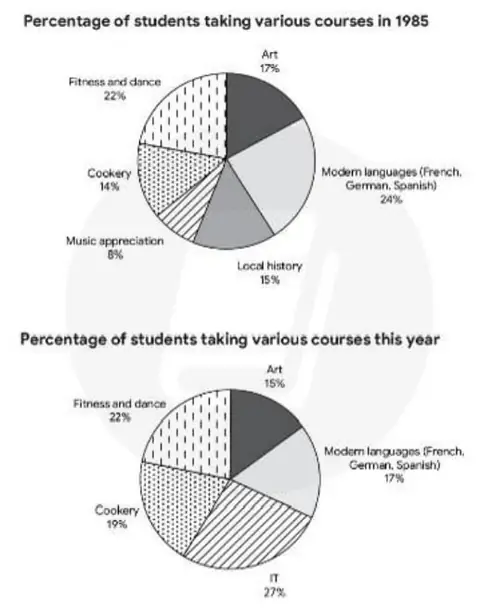 Percentage of students taking various courses in 1985
Art
17%
Fitness and dance
22%
Modern languages (French,
German, Spanish)
24%
Cookery
14%
Music appreciation
8%
Local history
15%
Percentage of students taking various courses this year
Art
15%
Fitness and dance
22%
Modern languages (French,
German, Spanish)
17%
Cookery
19%
IT
27%